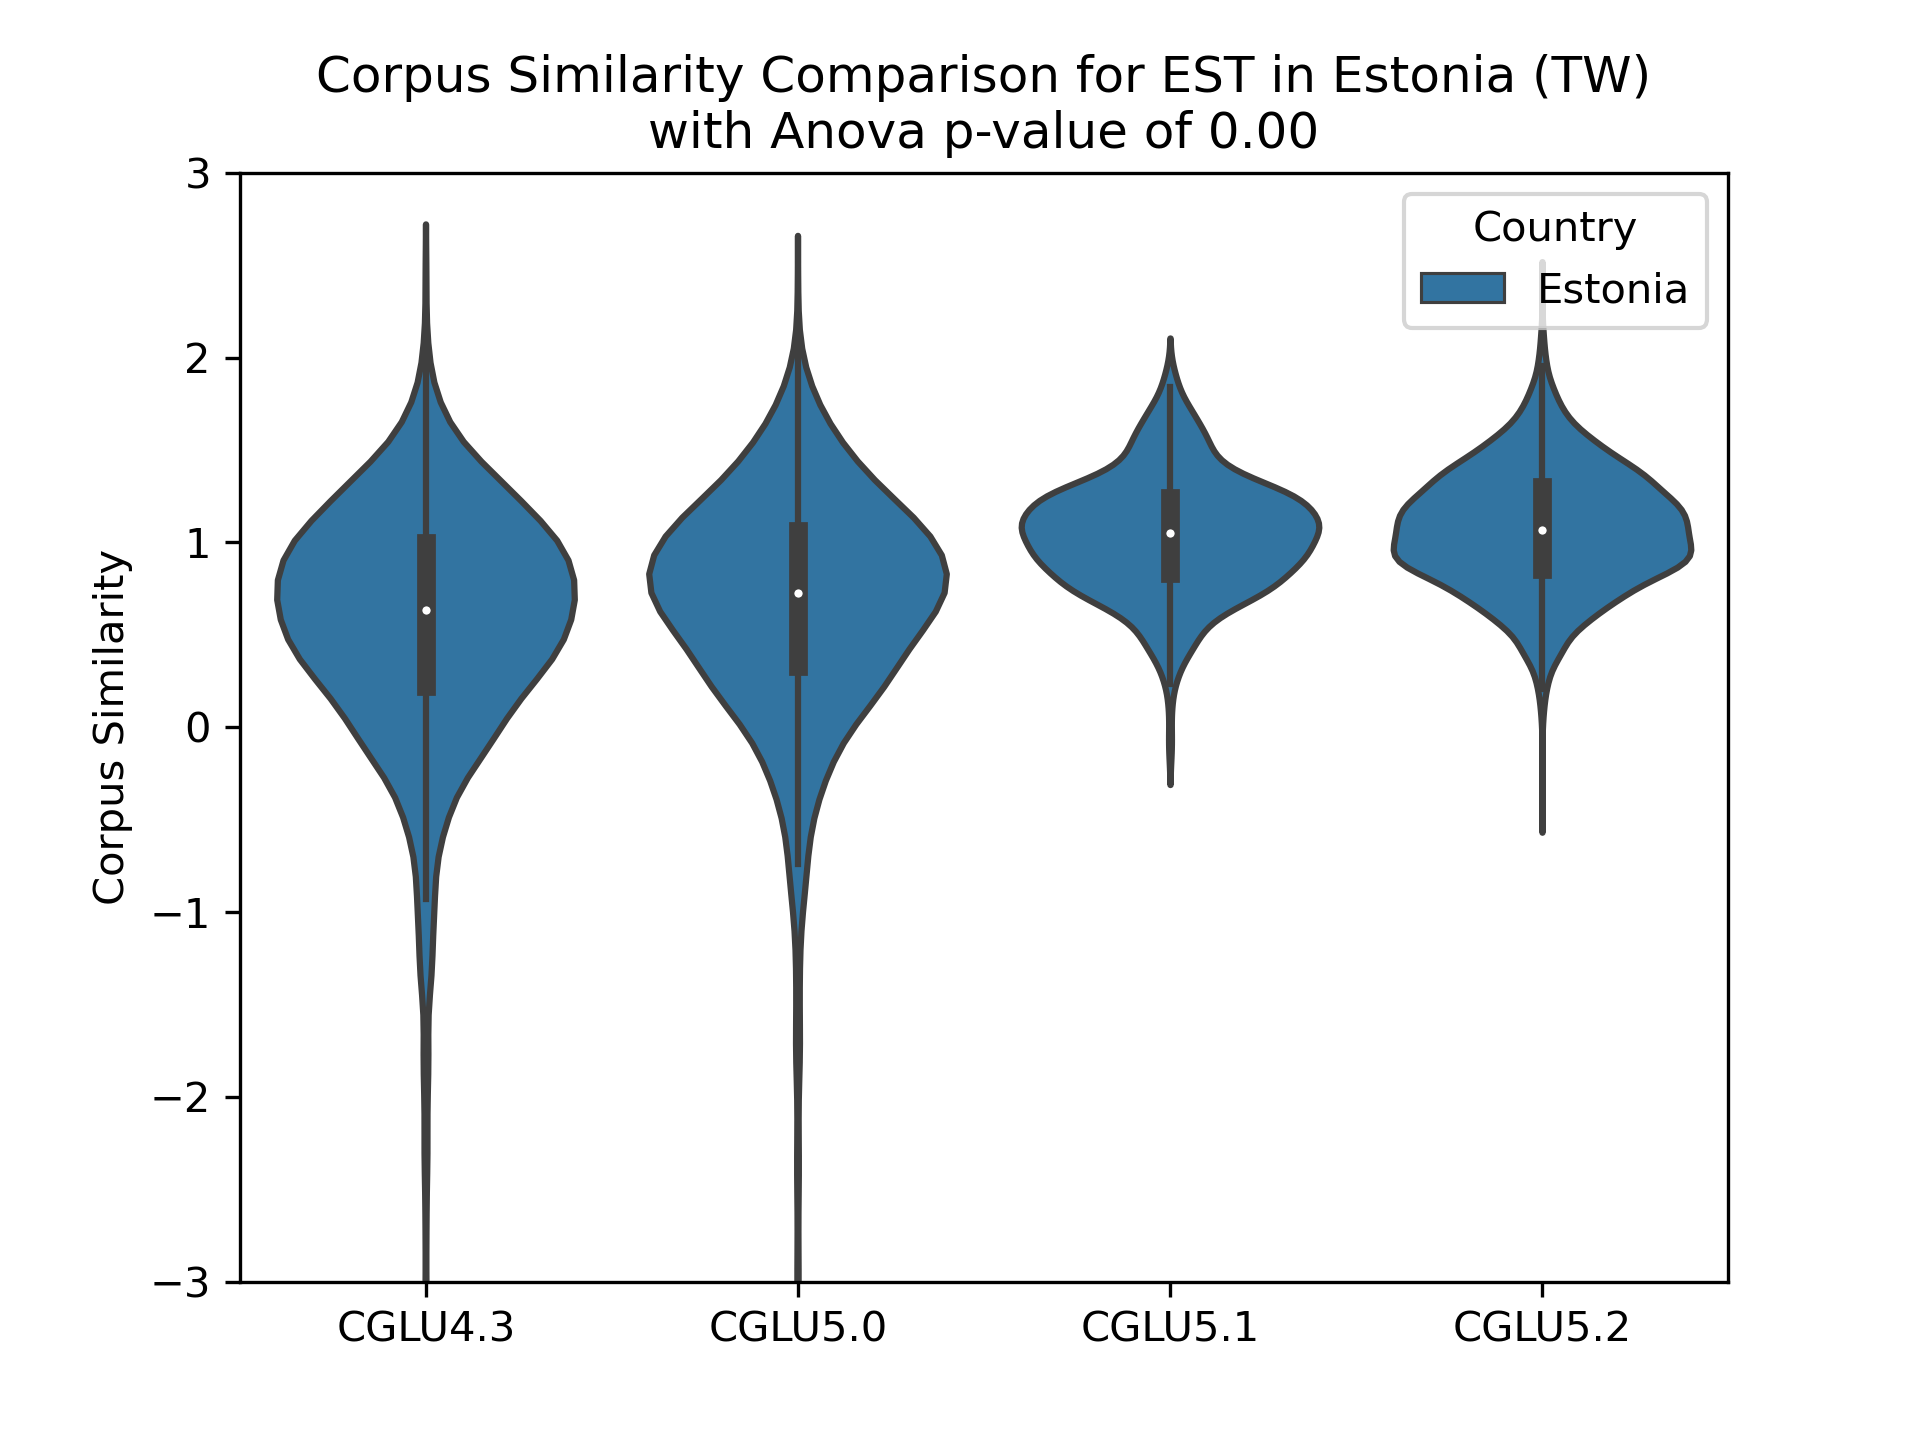 Corpus Similarity Comparison for EST in Estonia (TW)
with Anova p-value of 0.00
Country
Estonia
Corpus Similarity
3
2
1
0
−1
−2
−3
CGLU4.3
CGLU5.0
CGLU5.1
CGLU5.2